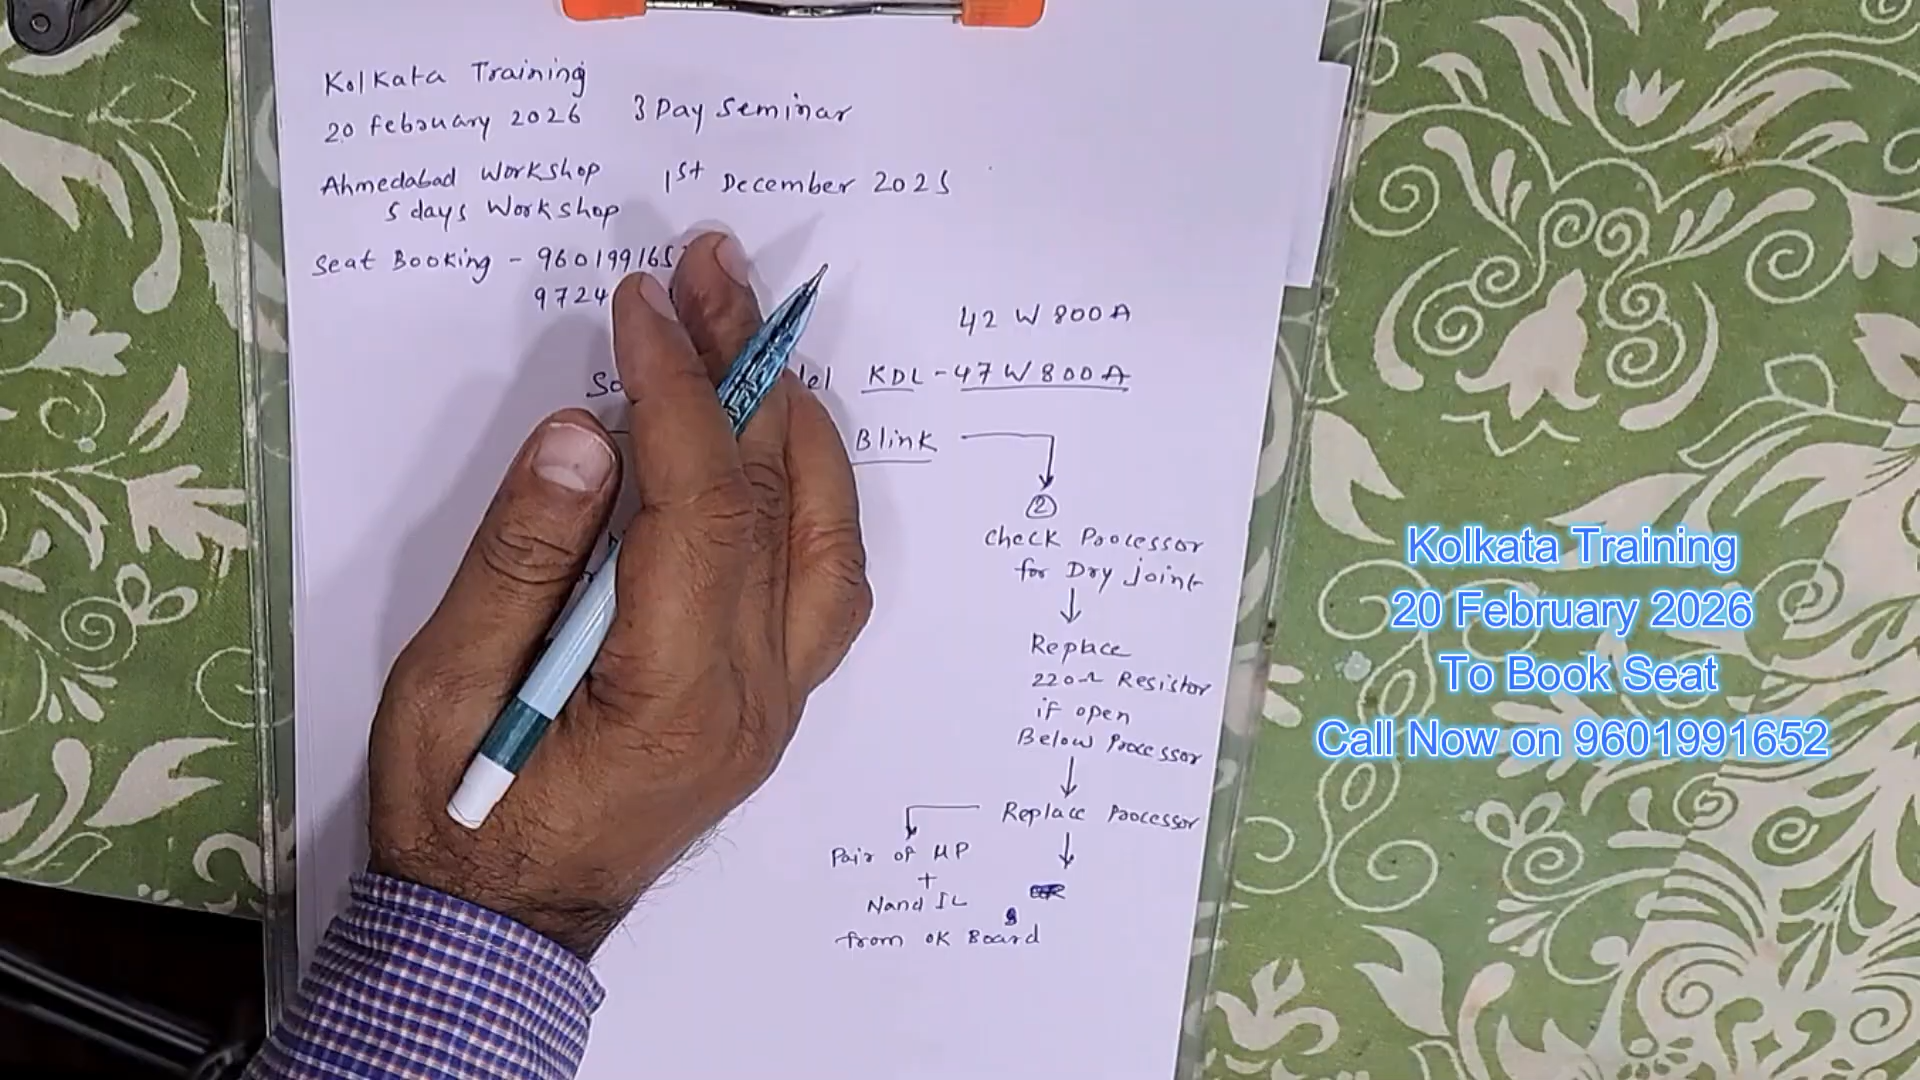 Kolkata Training
20 february 2026 3 Day Seminar
Ahmedabad Workshop 1st December 2025
5 days Workshop
Seat Booking - 960199165
9724
42 W 800A
KDL - 47 W 800A
Blink
2
Check Processor
for Dry joint
Replace
220Ω Resistor
if open
Below Processor
Replace Processor
Pair of MP
+
Nand IC
from OK Board
Kolkata Training
20 February 2026
To Book Seat
Call Now on 9601991652